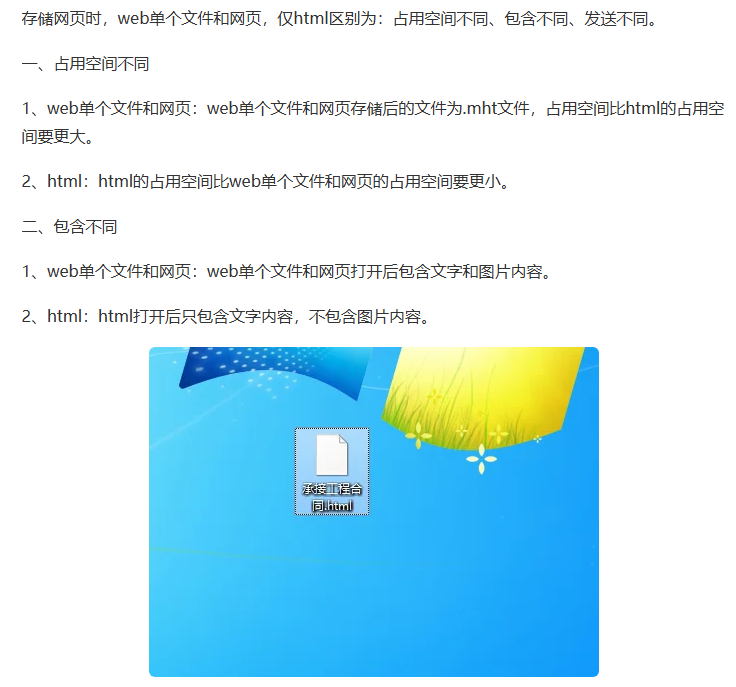 存储网页时，web单个文件和网页，仅html区别为：占用空间不同、包含不同、发送不同。
一、占用空间不同
1、web单个文件和网页：web单个文件和网页存储后的文件为.mht文件，占用空间比html的占用空
间要更大。
2、html：html的占用空间比web单个文件和网页的占用空间要更小。
二、包含不同
1、web单个文件和网页：web单个文件和网页打开后包含文字和图片内容。
2、html：html打开后只包含文字内容，不包含图片内容。
承接工程合
同.html